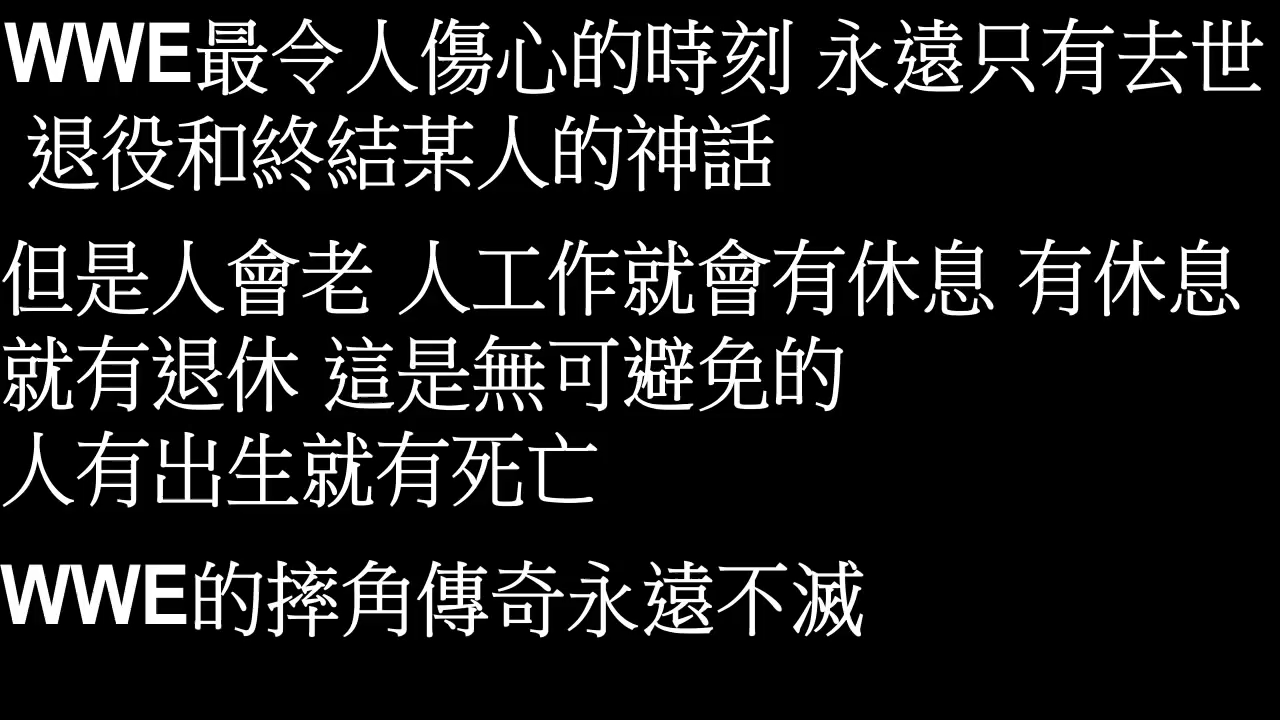 WWE最令人傷心的時刻 永遠只有去世
退役和終結某人的神話
但是人會老 人工作就會有休息 有休息
就有退休 這是無可避免的
人有出生就有死亡
WWE的摔角傳奇永遠不滅